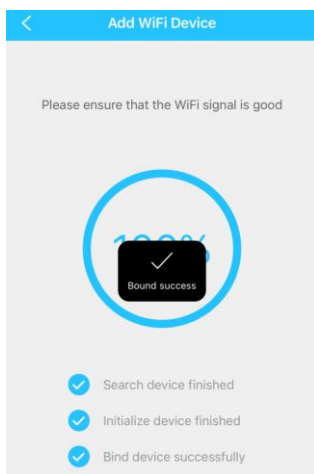 Add WiFi Device
Please ensure that the WiFi signal is good
100%
Bound success
Search device finished
Initialize device finished
Bind device successfully